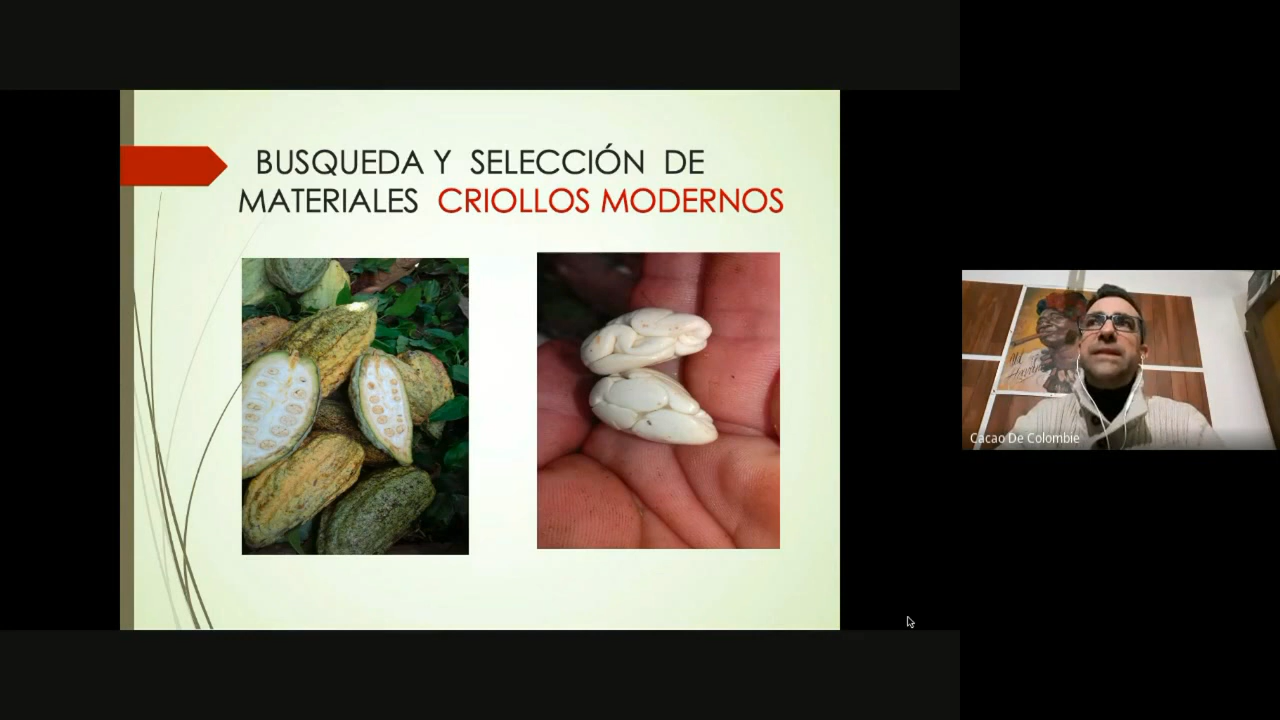 BUSQUEDA Y SELECCIÓN DE
MATERIALES CRIOLLOS MODERNOS
Cacao De Colombie